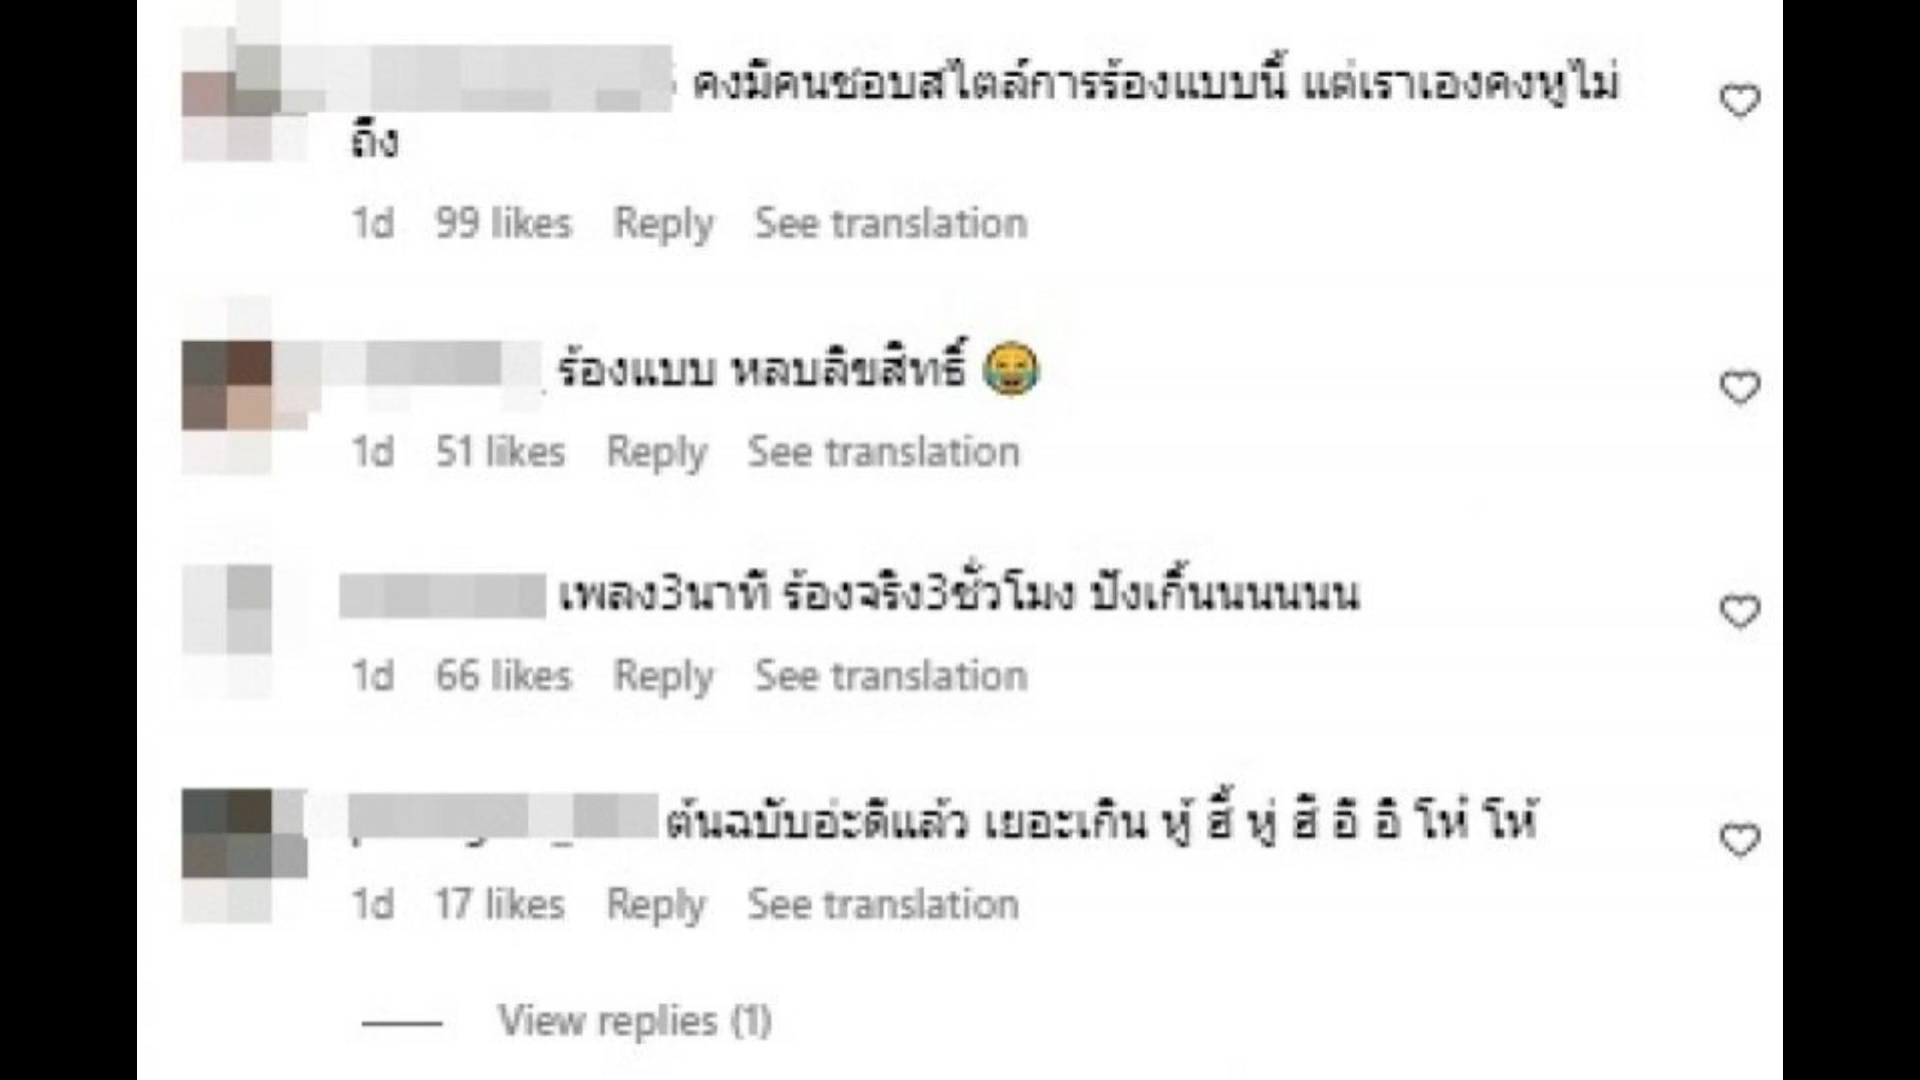 คงมีคนชอบสไตล์การร้องแบบนี้ แต่เราเองคงหูไม่
ถึง
1d 99 likes Reply See translation
ร้องแบบ หลบลิขสิทธิ์ 😂
1d 51 likes Reply See translation
เพลง3นาที ร้องจริง3ชั่วโมง ปังเกิ๊นนนนนน
1d 66 likes Reply See translation
ต้นฉบับอ่ะดีแล้ว เยอะเกิน หู้ ฮี้ หู่ ฮี อี อี โห่ โห้
1d 17 likes Reply See translation
View replies (1)